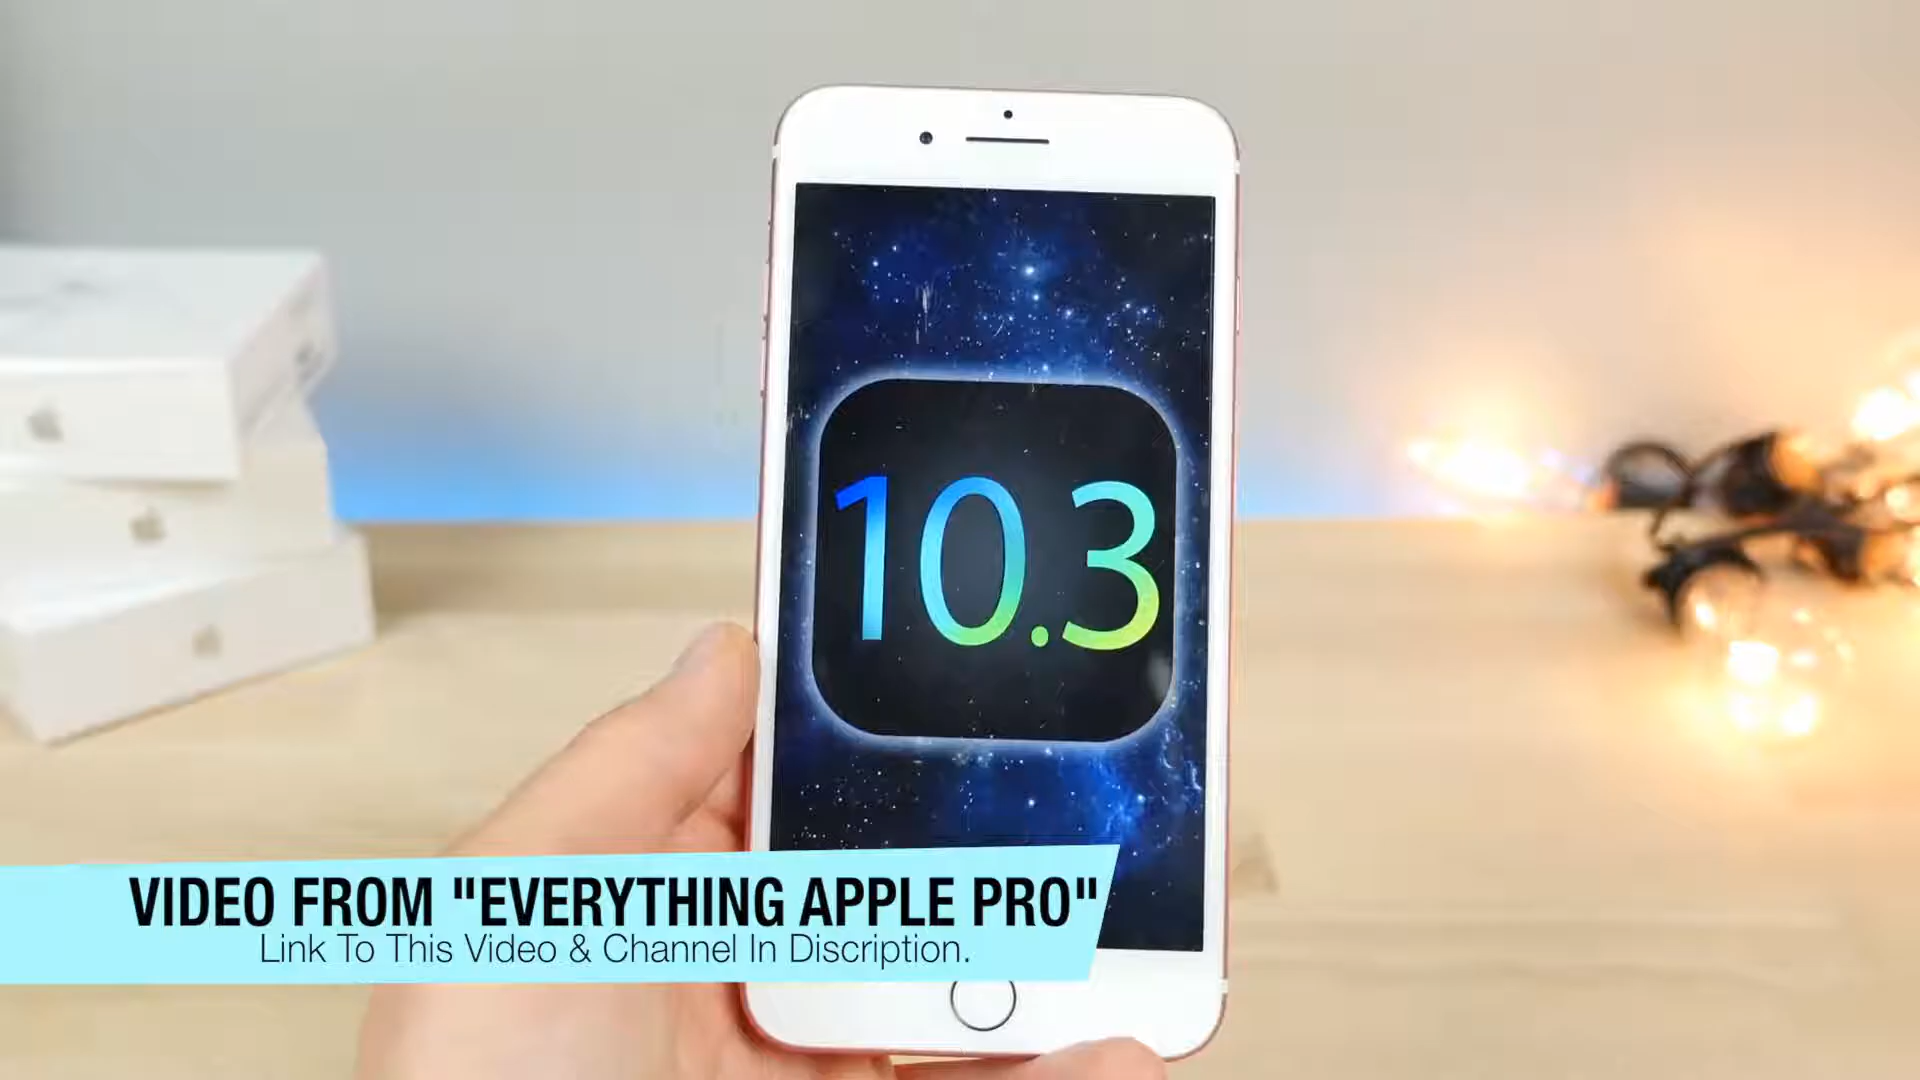 10.3
VIDEO FROM "EVERYTHING APPLE PRO"
Link To This Video & Channel In Discription.